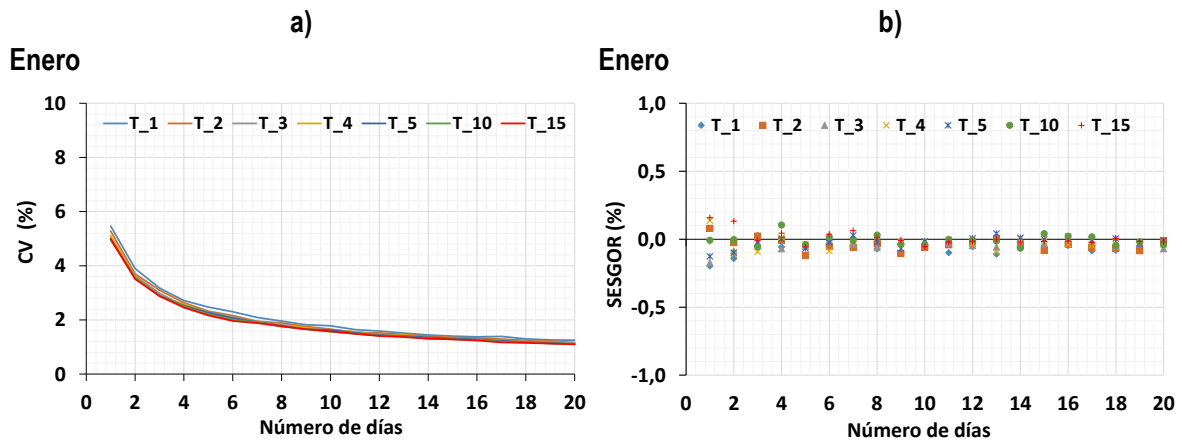 a)
Enero
10
8
6
4
2
0
T_1 T_2 T_3 T_4 T_5 T_10 T_15
CV (%)
0 2 4 6 8 10 12 14 16 18 20
Número de días
b)
Enero
1,0
0,5
0,0
-0,5
-1,0
T_1 T_2 T_3 T_4 T_5 T_10 T_15
SESGOR (%)
0 2 4 6 8 10 12 14 16 18 20
Número de días